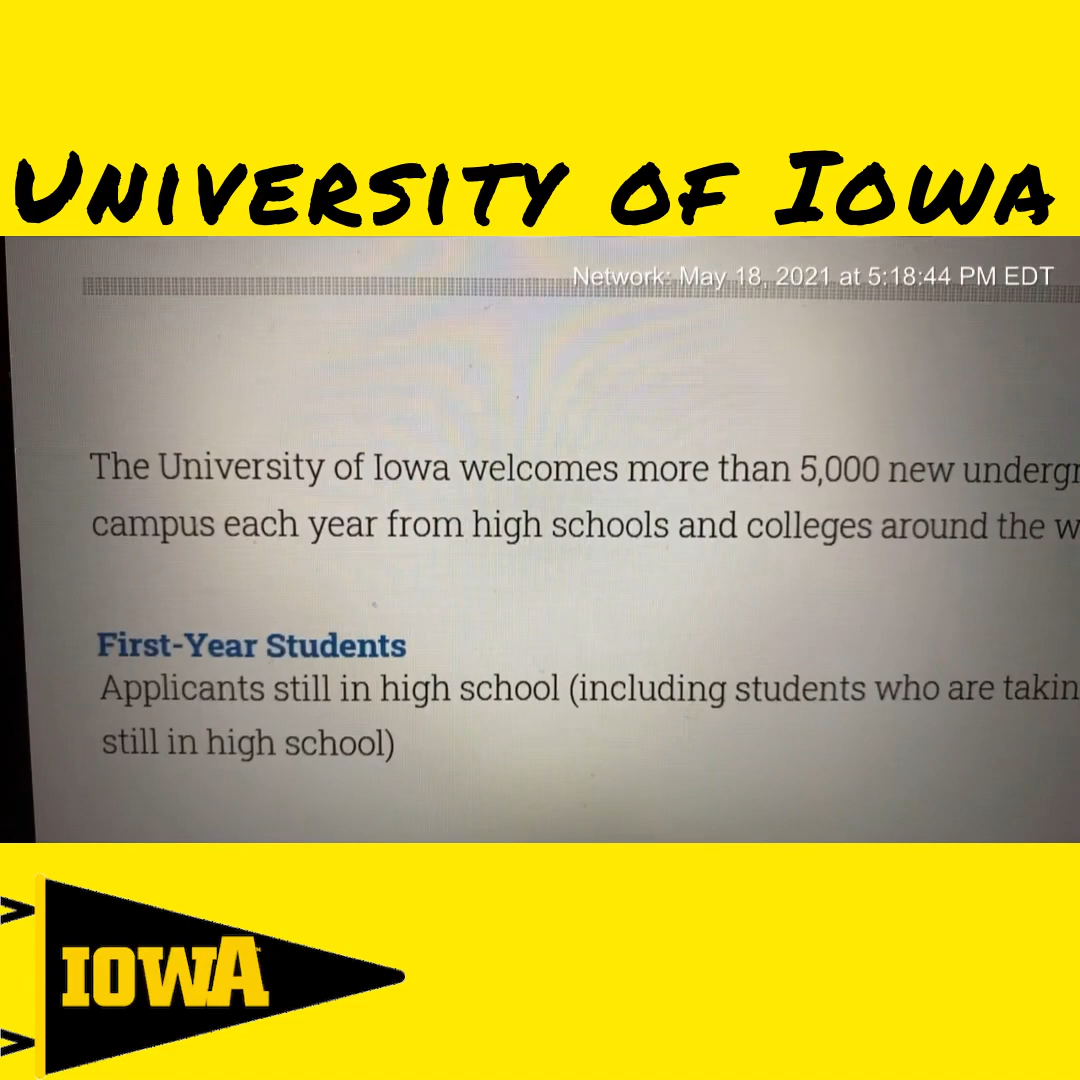 UNIVERSITY OF IOWA
Network: May 18, 2021 at 5:18:44 PM EDT
The University of Iowa welcomes more than 5,000 new undergr
campus each year from high schools and colleges around the w
First-Year Students
Applicants still in high school (including students who are takin
still in high school)
IOWA